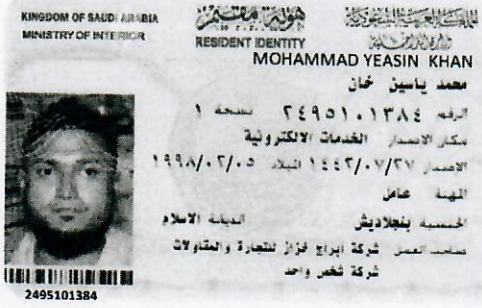 KINGDOM OF SAUDI ARABIA
MINISTRY OF INTERIOR
هوية مقيم
RESIDENT IDENTITY
المملكة العربية السعودية
وزارة الداخلية
MOHAMMAD YEASIN KHAN
محمد ياسين خان
الرقم ٢٤٩٥١٠١٣٨٤ نسخة ١
مكان الاصدار الخدمات الالكترونية
الاصدار ١٤٤٢/٠٧/٢٧ الميلاد ١٩٩٨/٠٢/٠٥
المهنة عامل
الجنسية بنجلاديش الديانة الاسلام
صاحب العمل شركة ابراج فزاز للتجارة والمقاولات
شركة شخص واحد
2495101384